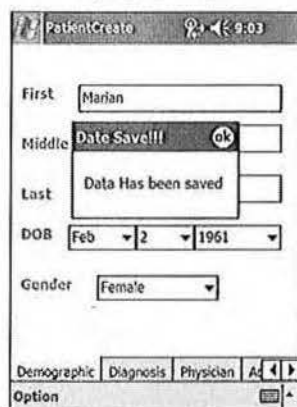 PatientCreate 9:03
First Marian
Middle
Date Save!!! ok
Data Has been saved
Last
DOB Feb 2 1961
Gender Female
Demographic Diagnosis Physician
Option